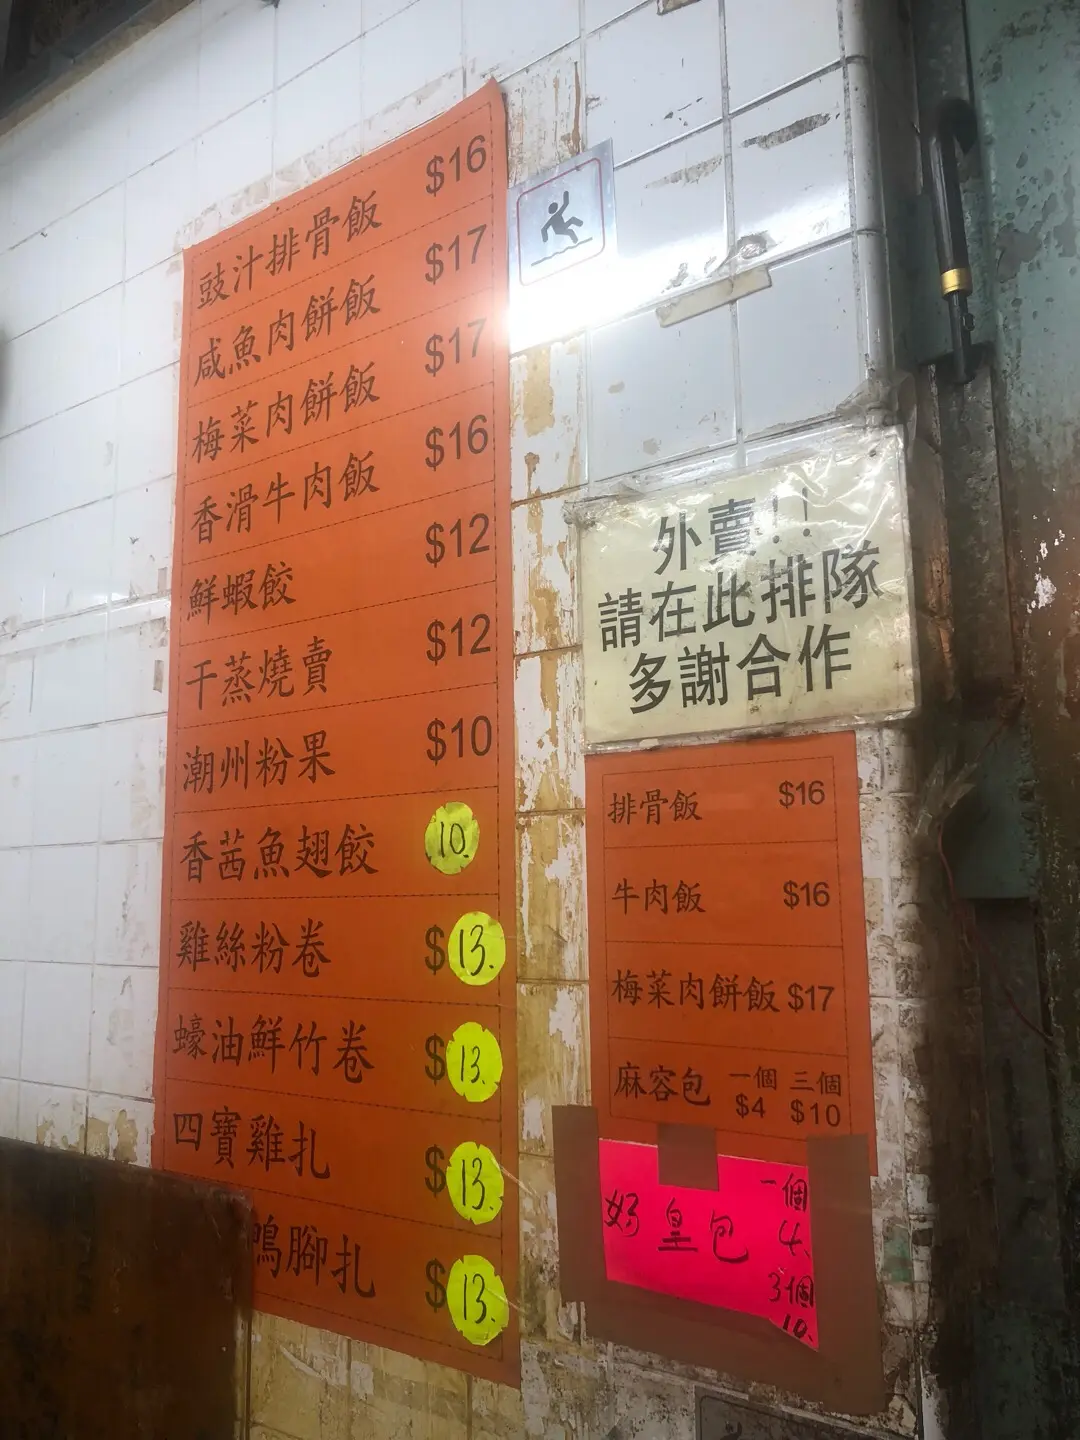 豉汁排骨飯 $16
咸魚肉餅飯 $17
梅菜肉餅飯 $17
香滑牛肉飯 $16
鮮蝦餃 $12
干蒸燒賣 $12
潮州粉果 $10
香茜魚翅餃 10.
雞絲粉卷 $13.
蠔油鮮竹卷 $13.
四寶雞扎 $13.
鴨腳扎 $13.
外賣!!
請在此排隊
多謝合作
排骨飯 $16
牛肉飯 $16
梅菜肉餅飯 $17
麻容包 一個 三個
$4 $10
奶皇包 一個
4.
3個
10.